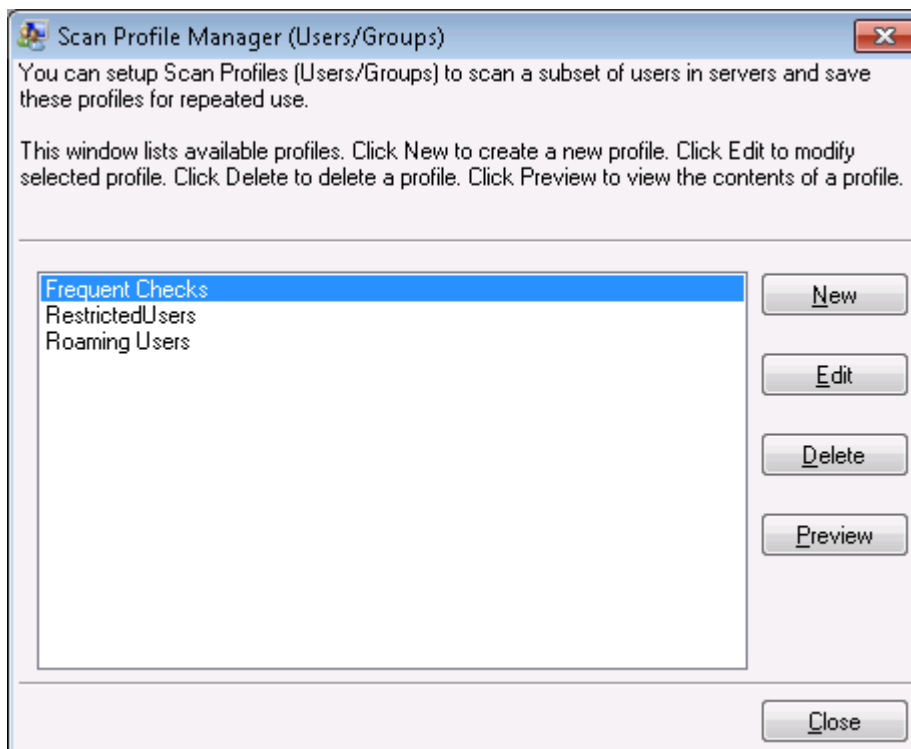 Scan Profile Manager (Users/Groups)
You can setup Scan Profiles (Users/Groups) to scan a subset of users in servers and save
these profiles for repeated use.
This window lists available profiles. Click New to create a new profile. Click Edit to modify
selected profile. Click Delete to delete a profile. Click Preview to view the contents of a profile.
Frequent Checks
RestrictedUsers
Roaming Users
New
Edit
Delete
Preview
Close